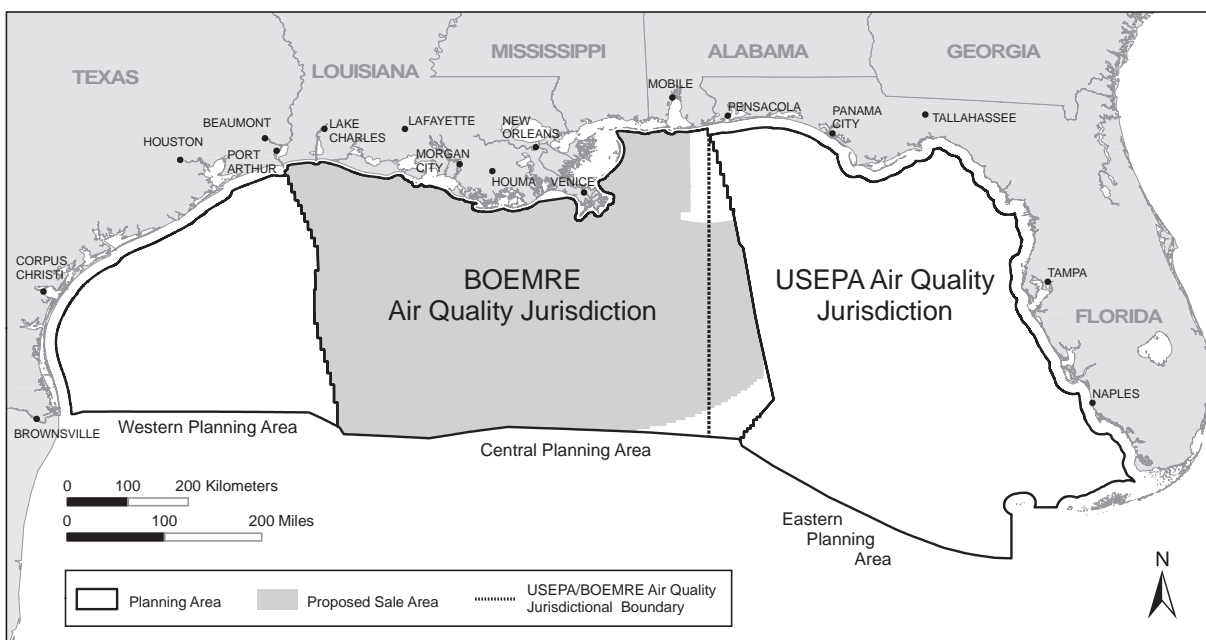 MISSISSIPPI
ALABAMA
GEORGIA
TEXAS
LOUISIANA
MOBILE
PENSACOLA
PANAMA
CITY
TALLAHASSEE
BEAUMONT
LAKE
CHARLES
LAFAYETTE
NEW
ORLEANS
HOUSTON
PORT
ARTHUR
MORGAN
CITY
HOUMA
VENICE
CORPUS
CHRISTI
BOEMRE
Air Quality Jurisdiction
USEPA Air Quality
Jurisdiction
TAMPA
FLORIDA
NAPLES
BROWNSVILLE
Western Planning Area
Central Planning Area
Eastern
Planning
Area
0 100 200 Kilometers
0 100 200 Miles
N
Planning Area
Proposed Sale Area
USEPA/BOEMRE Air Quality
Jurisdictional Boundary